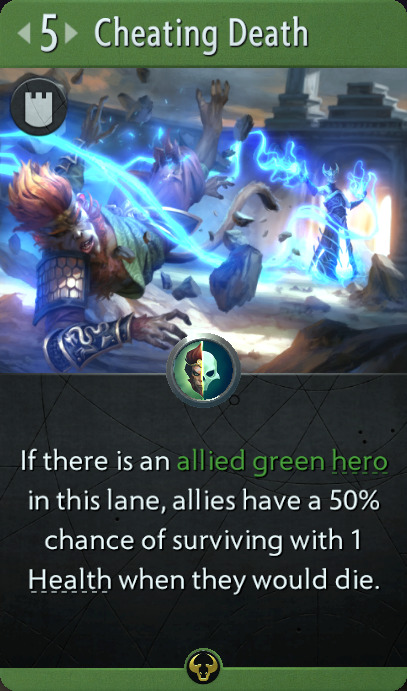 5 Cheating Death
If there is an allied green hero
in this lane, allies have a 50%
chance of surviving with 1
Health when they would die.